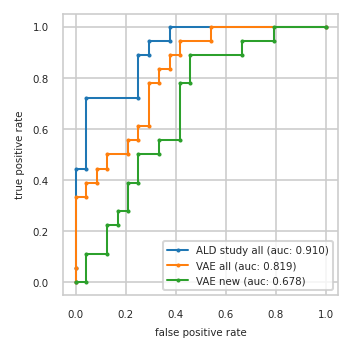 true positive rate
1.0
0.8
0.6
0.4
0.2
0.0
ALD study all (auc: 0.910)
VAE all (auc: 0.819)
VAE new (auc: 0.678)
0.0 0.2 0.4 0.6 0.8 1.0
false positive rate